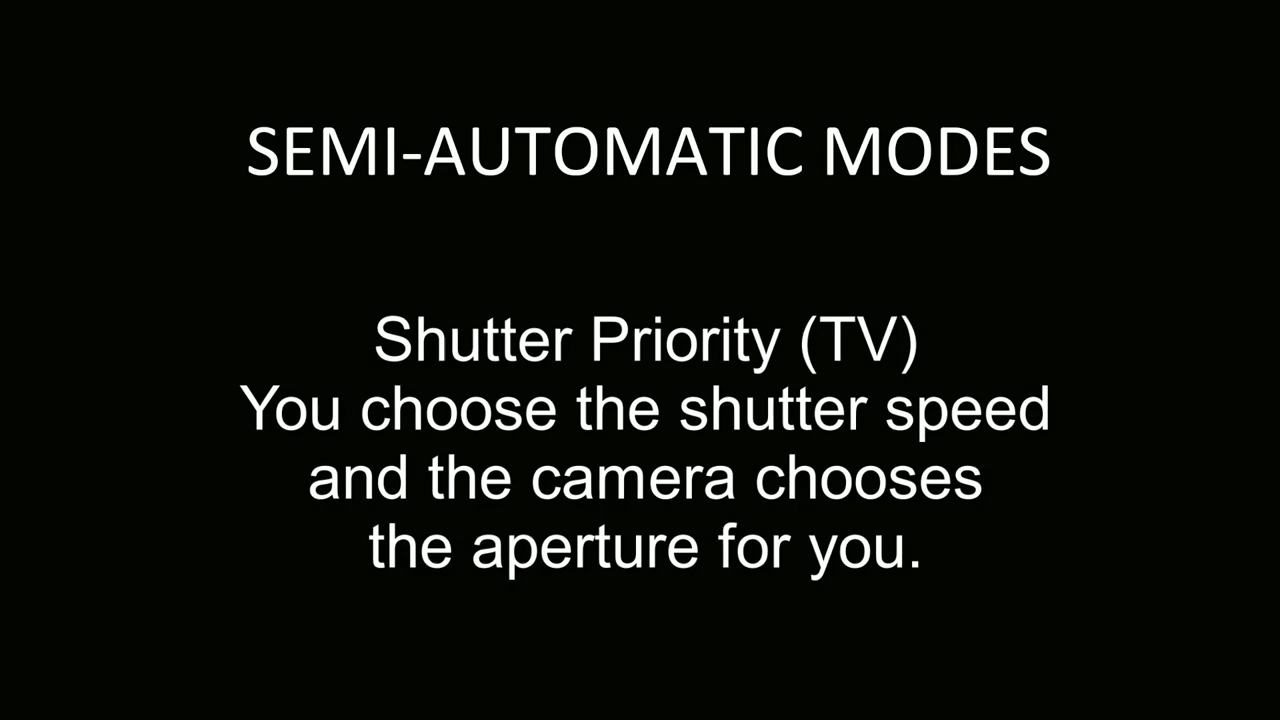 SEMI-AUTOMATIC MODES
Shutter Priority (TV)
You choose the shutter speed
and the camera chooses
the aperture for you.